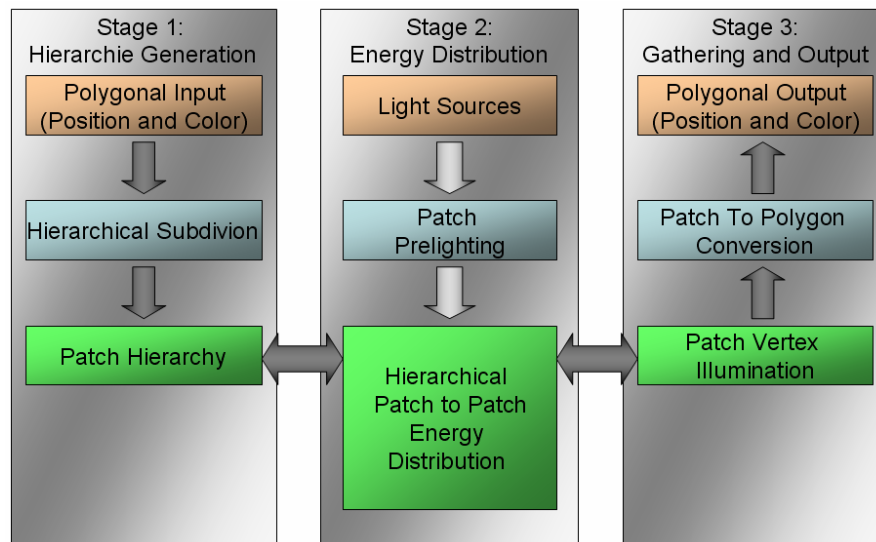 Stage 1:
Hierarchie Generation
Polygonal Input
(Position and Color)
Hierarchical Subdivion
Patch Hierarchy
Stage 2:
Energy Distribution
Light Sources
Patch
Prelighting
Hierarchical
Patch to Patch
Energy
Distribution
Stage 3:
Gathering and Output
Polygonal Output
(Position and Color)
Patch To Polygon
Conversion
Patch Vertex
Illumination